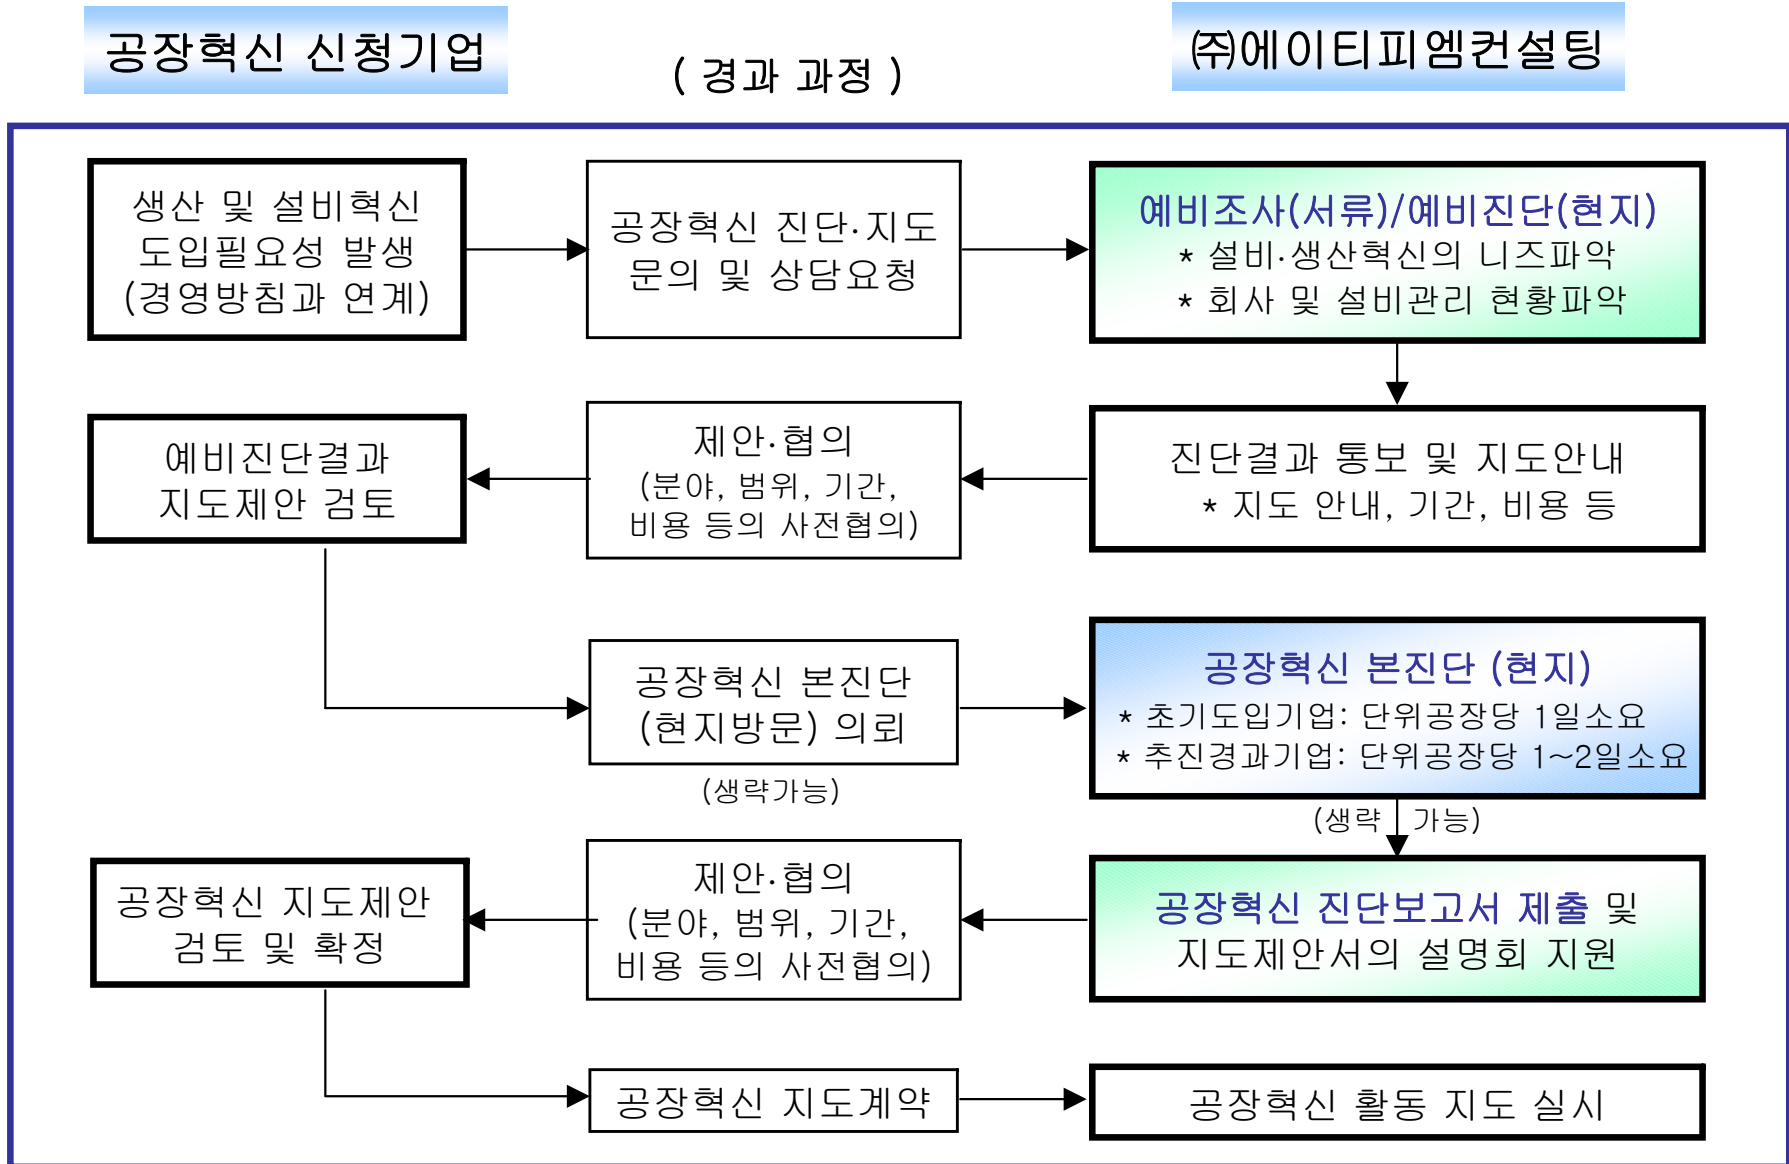 공장혁신 신청기업
( 경과 과정 )
㈜에이티피엠컨설팅
생산 및 설비혁신
도입필요성 발생
(경영방침과 연계)
공장혁신 진단·지도
문의 및 상담요청
예비조사(서류)/예비진단(현지)
* 설비·생산혁신의 니즈파악
* 회사 및 설비관리 현황파악
예비진단결과
지도제안 검토
제안·협의
(분야, 범위, 기간,
비용 등의 사전협의)
진단결과 통보 및 지도안내
* 지도 안내, 기간, 비용 등
공장혁신 본진단
(현지방문) 의뢰
(생략가능)
공장혁신 본진단 (현지)
* 초기도입기업: 단위공장당 1일소요
* 추진경과기업: 단위공장당 1~2일소요
(생략 가능)
공장혁신 지도제안
검토 및 확정
제안·협의
(분야, 범위, 기간,
비용 등의 사전협의)
공장혁신 진단보고서 제출 및
지도제안서의 설명회 지원
공장혁신 지도계약
공장혁신 활동 지도 실시